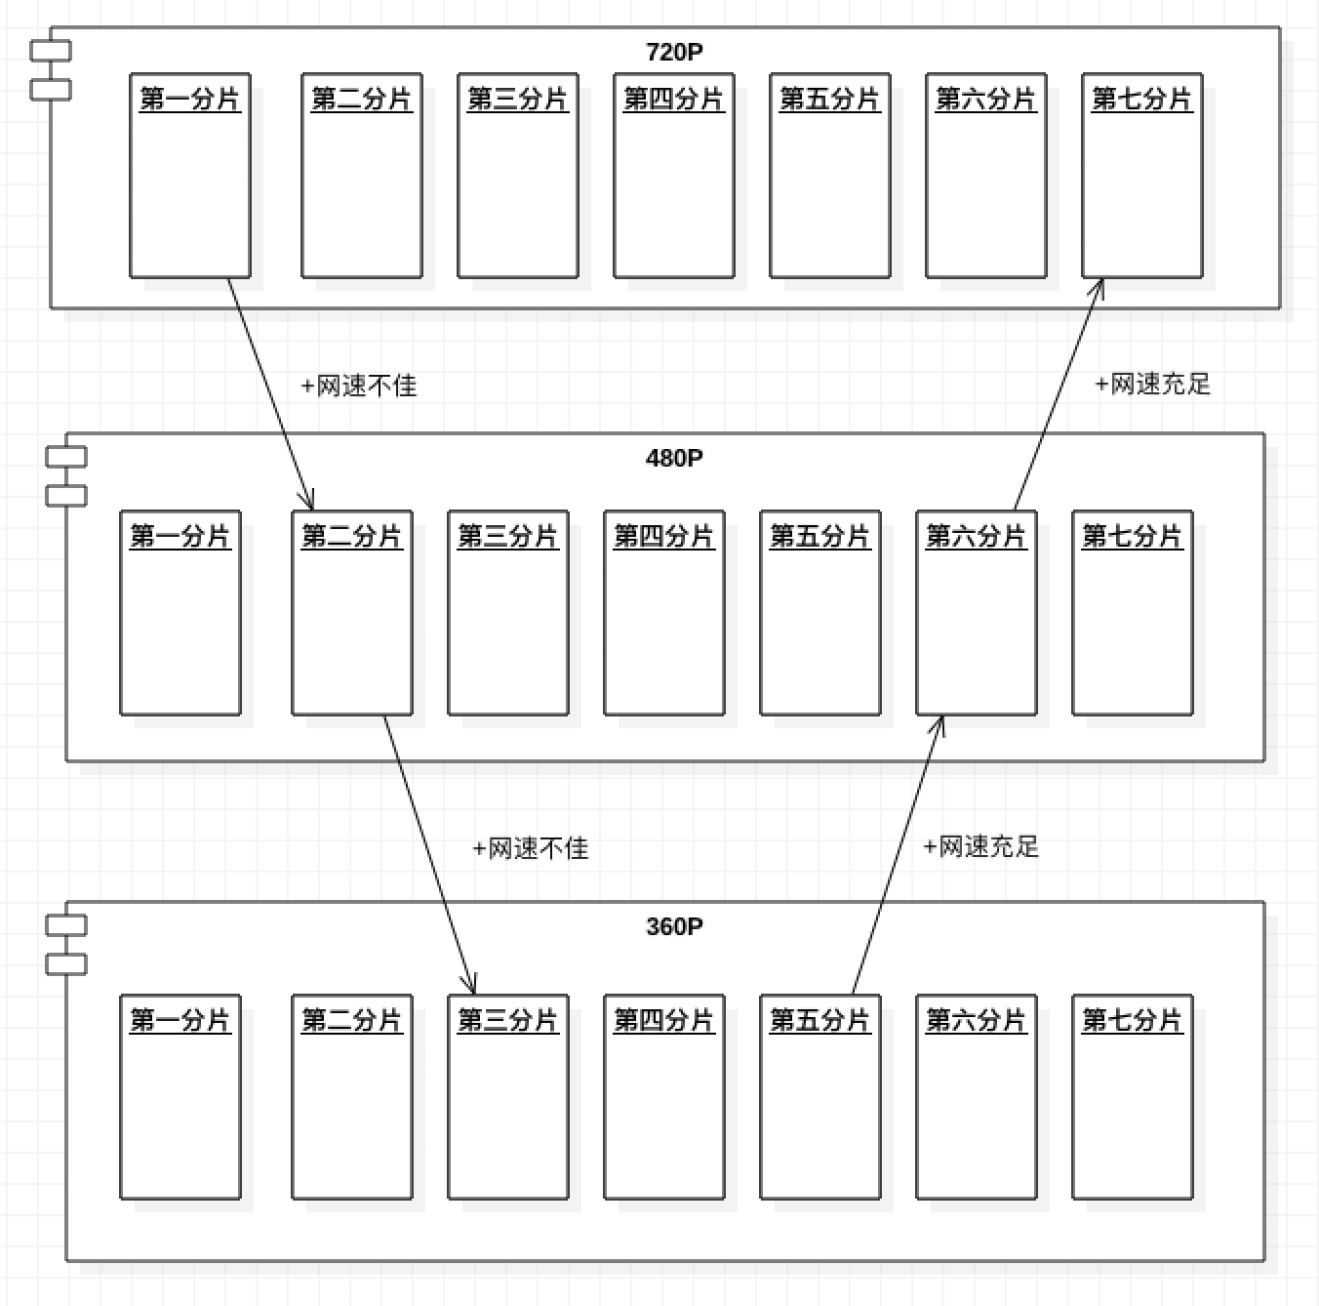 720P
第一分片
第二分片
第三分片
第四分片
第五分片
第六分片
第七分片
+网速不佳
+网速充足
480P
第一分片
第二分片
第三分片
第四分片
第五分片
第六分片
第七分片
+网速不佳
+网速充足
360P
第一分片
第二分片
第三分片
第四分片
第五分片
第六分片
第七分片